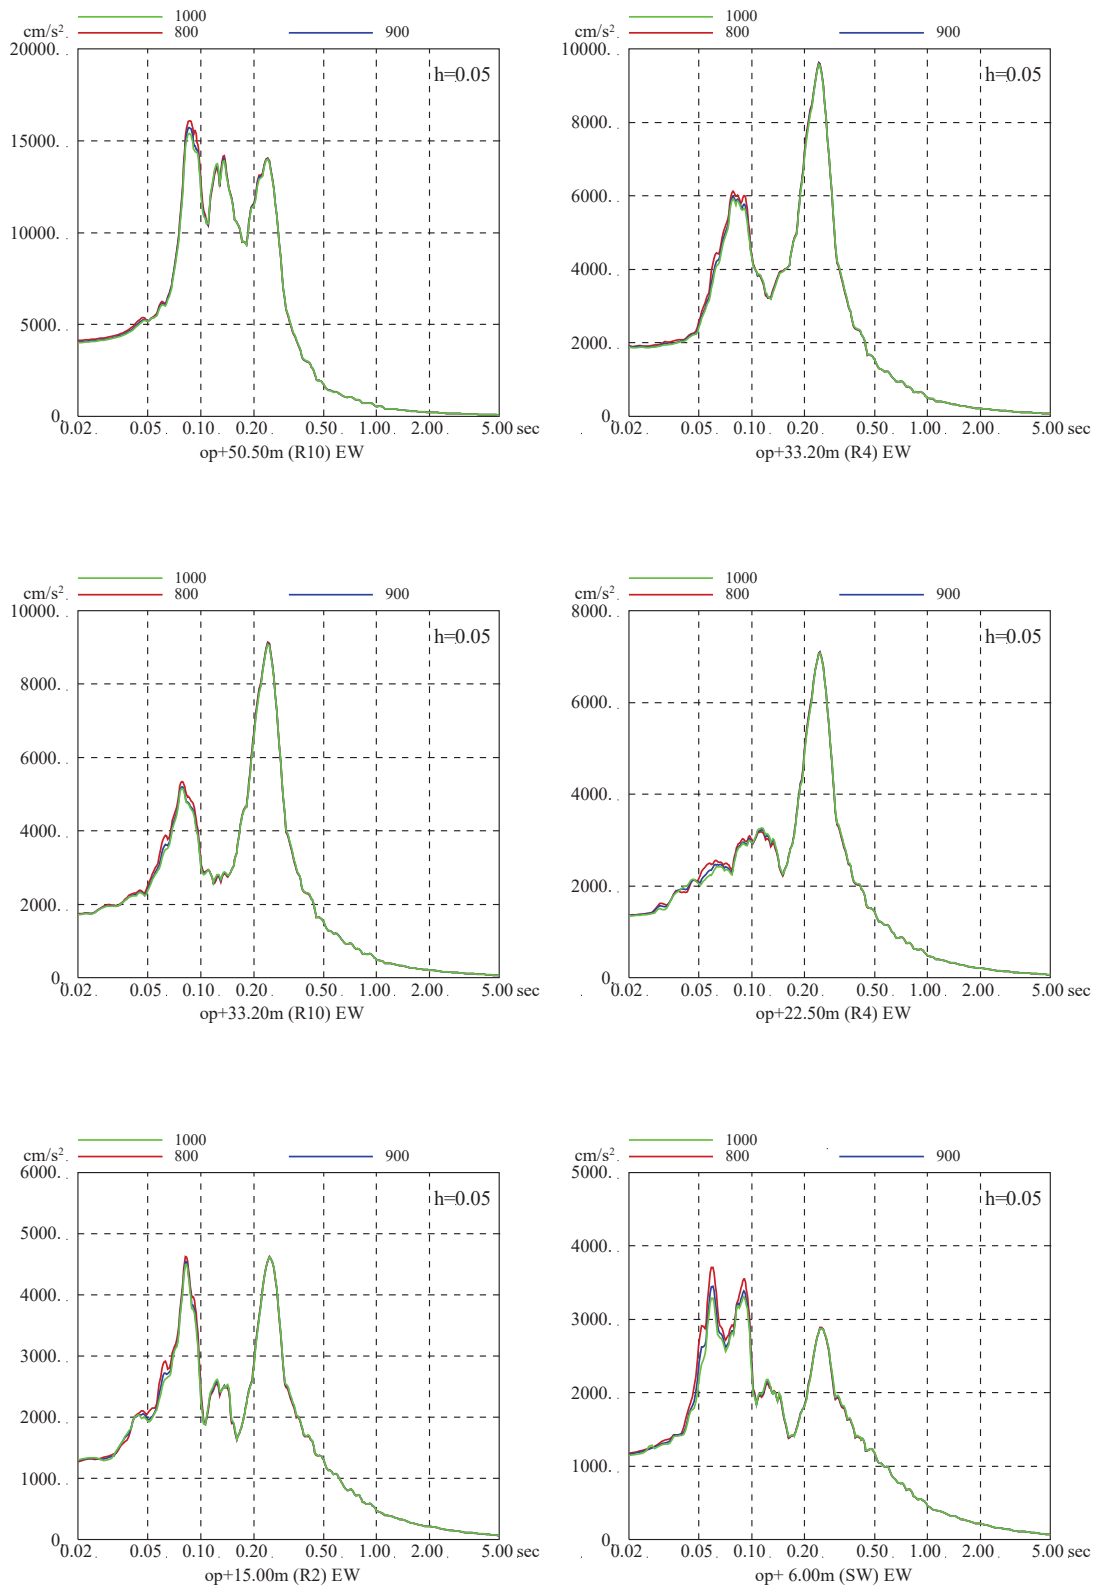 1000
cm/s².
800 900
20000.
h=0.05
15000.
10000.
5000.
0.
0.02 0.05 0.10 0.20 0.50 1.00 2.00 5.00 sec
op+50.50m (R10) EW
1000
cm/s².
800 900
10000.
h=0.05
8000.
6000.
4000.
2000.
0.
0.02 0.05 0.10 0.20 0.50 1.00 2.00 5.00 sec
op+33.20m (R4) EW
1000
cm/s².
800 900
10000.
h=0.05
8000.
6000.
4000.
2000.
0.
0.02 0.05 0.10 0.20 0.50 1.00 2.00 5.00 sec
op+33.20m (R10) EW
1000
cm/s².
800 900
8000.
h=0.05
6000.
4000.
2000.
0.
0.02 0.05 0.10 0.20 0.50 1.00 2.00 5.00 sec
op+22.50m (R4) EW
1000
cm/s².
800 900
6000.
h=0.05
5000.
4000.
3000.
2000.
1000.
0.
0.02 0.05 0.10 0.20 0.50 1.00 2.00 5.00 sec
op+15.00m (R2) EW
1000
cm/s².
800 900
5000.
h=0.05
4000.
3000.
2000.
1000.
0.
0.02 0.05 0.10 0.20 0.50 1.00 2.00 5.00 sec
op+ 6.00m (SW) EW